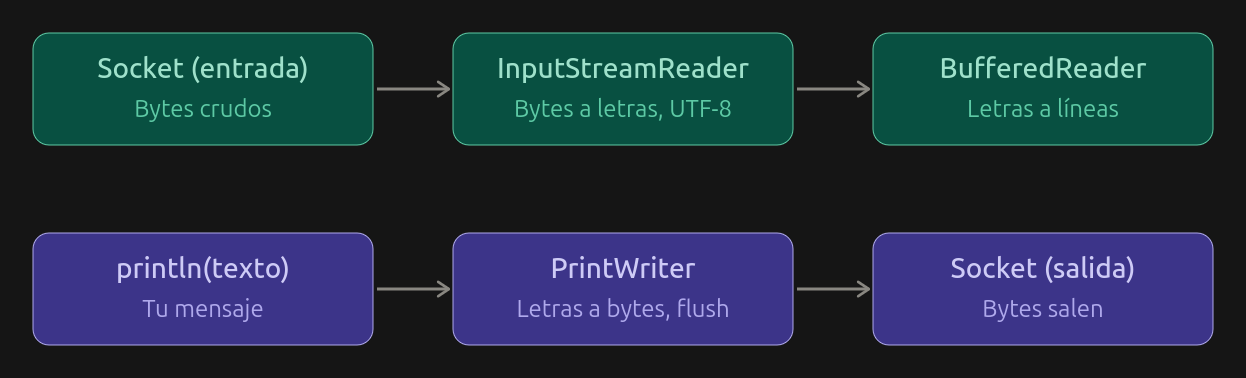 Socket (entrada)
Bytes crudos
InputStreamReader
Bytes a letras, UTF-8
BufferedReader
Letras a líneas
println(texto)
Tu mensaje
PrintWriter
Letras a bytes, flush
Socket (salida)
Bytes salen